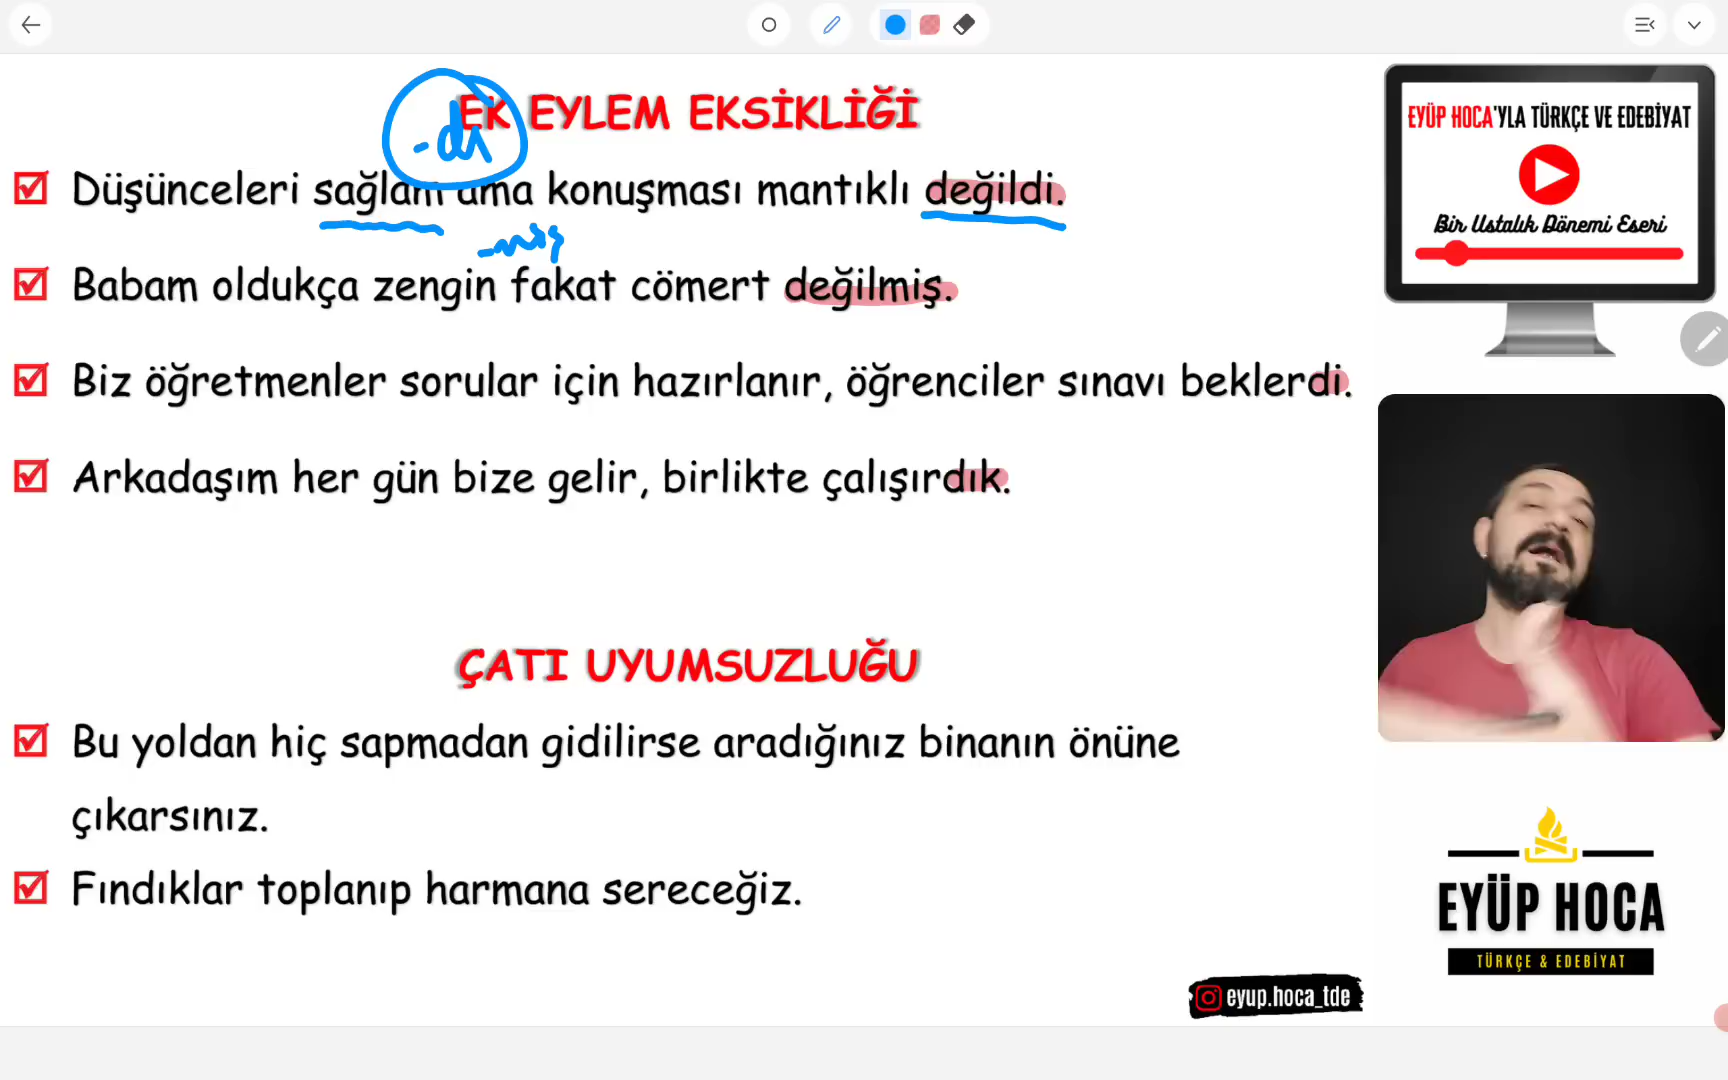 EK EYLEM EKSİKLİĞİ
-dı
Düşünceleri sağlam ama konuşması mantıklı değildi.
-mış
Babam oldukça zengin fakat cömert değilmiş.
Biz öğretmenler sorular için hazırlanır, öğrenciler sınavı beklerdi.
Arkadaşım her gün bize gelir, birlikte çalışırdık.
ÇATI UYUMSUZLUĞU
Bu yoldan hiç sapmadan gidilirse aradığınız binanın önüne
çıkarsınız.
Fındıklar toplanıp harmana sereceğiz.
EYÜP HOCA'YLA TÜRKÇE VE EDEBİYAT
Bir Ustalık Dönemi Eseri
EYÜP HOCA
TÜRKÇE & EDEBİYAT
eyup.hoca_tde